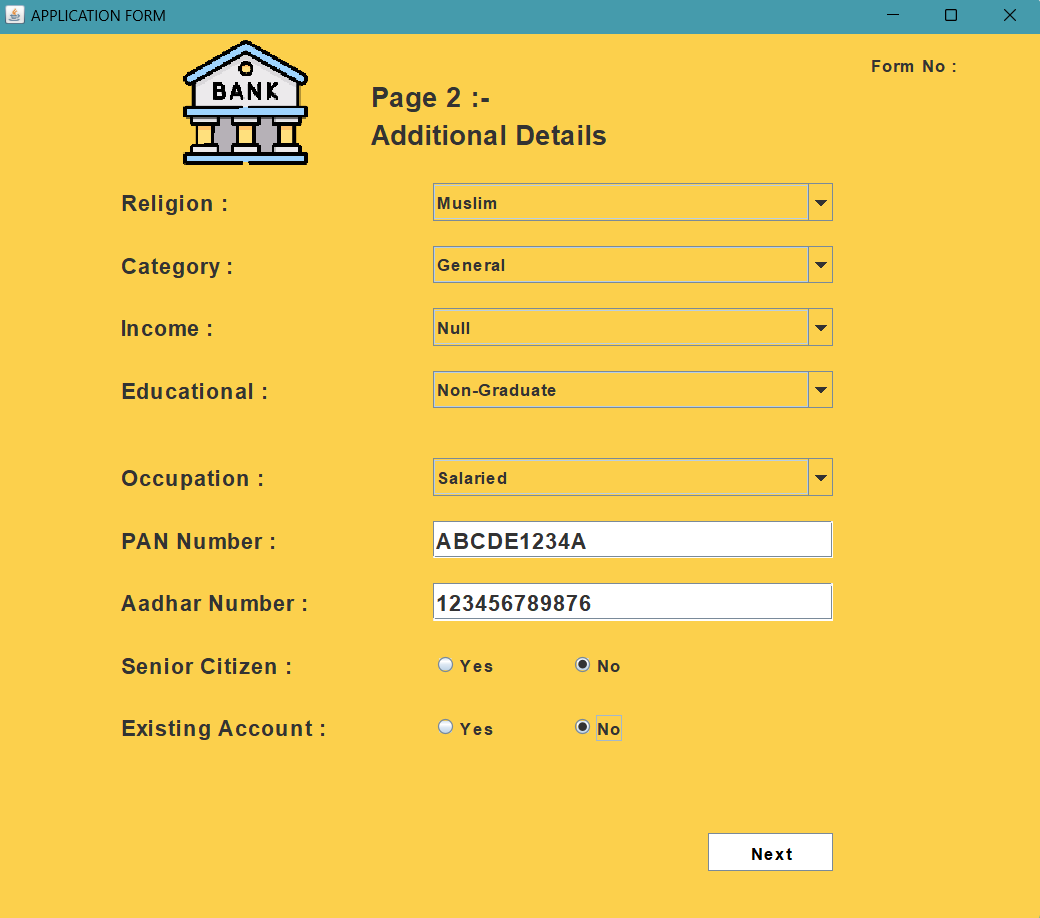 APPLICATION FORM
Form No :
BANK
Page 2 :-
Additional Details
Religion : Muslim
Category : General
Income : Null
Educational : Non-Graduate
Occupation : Salaried
PAN Number : ABCDE1234A
Aadhar Number : 123456789876
Senior Citizen : Yes No
Existing Account : Yes No
Next